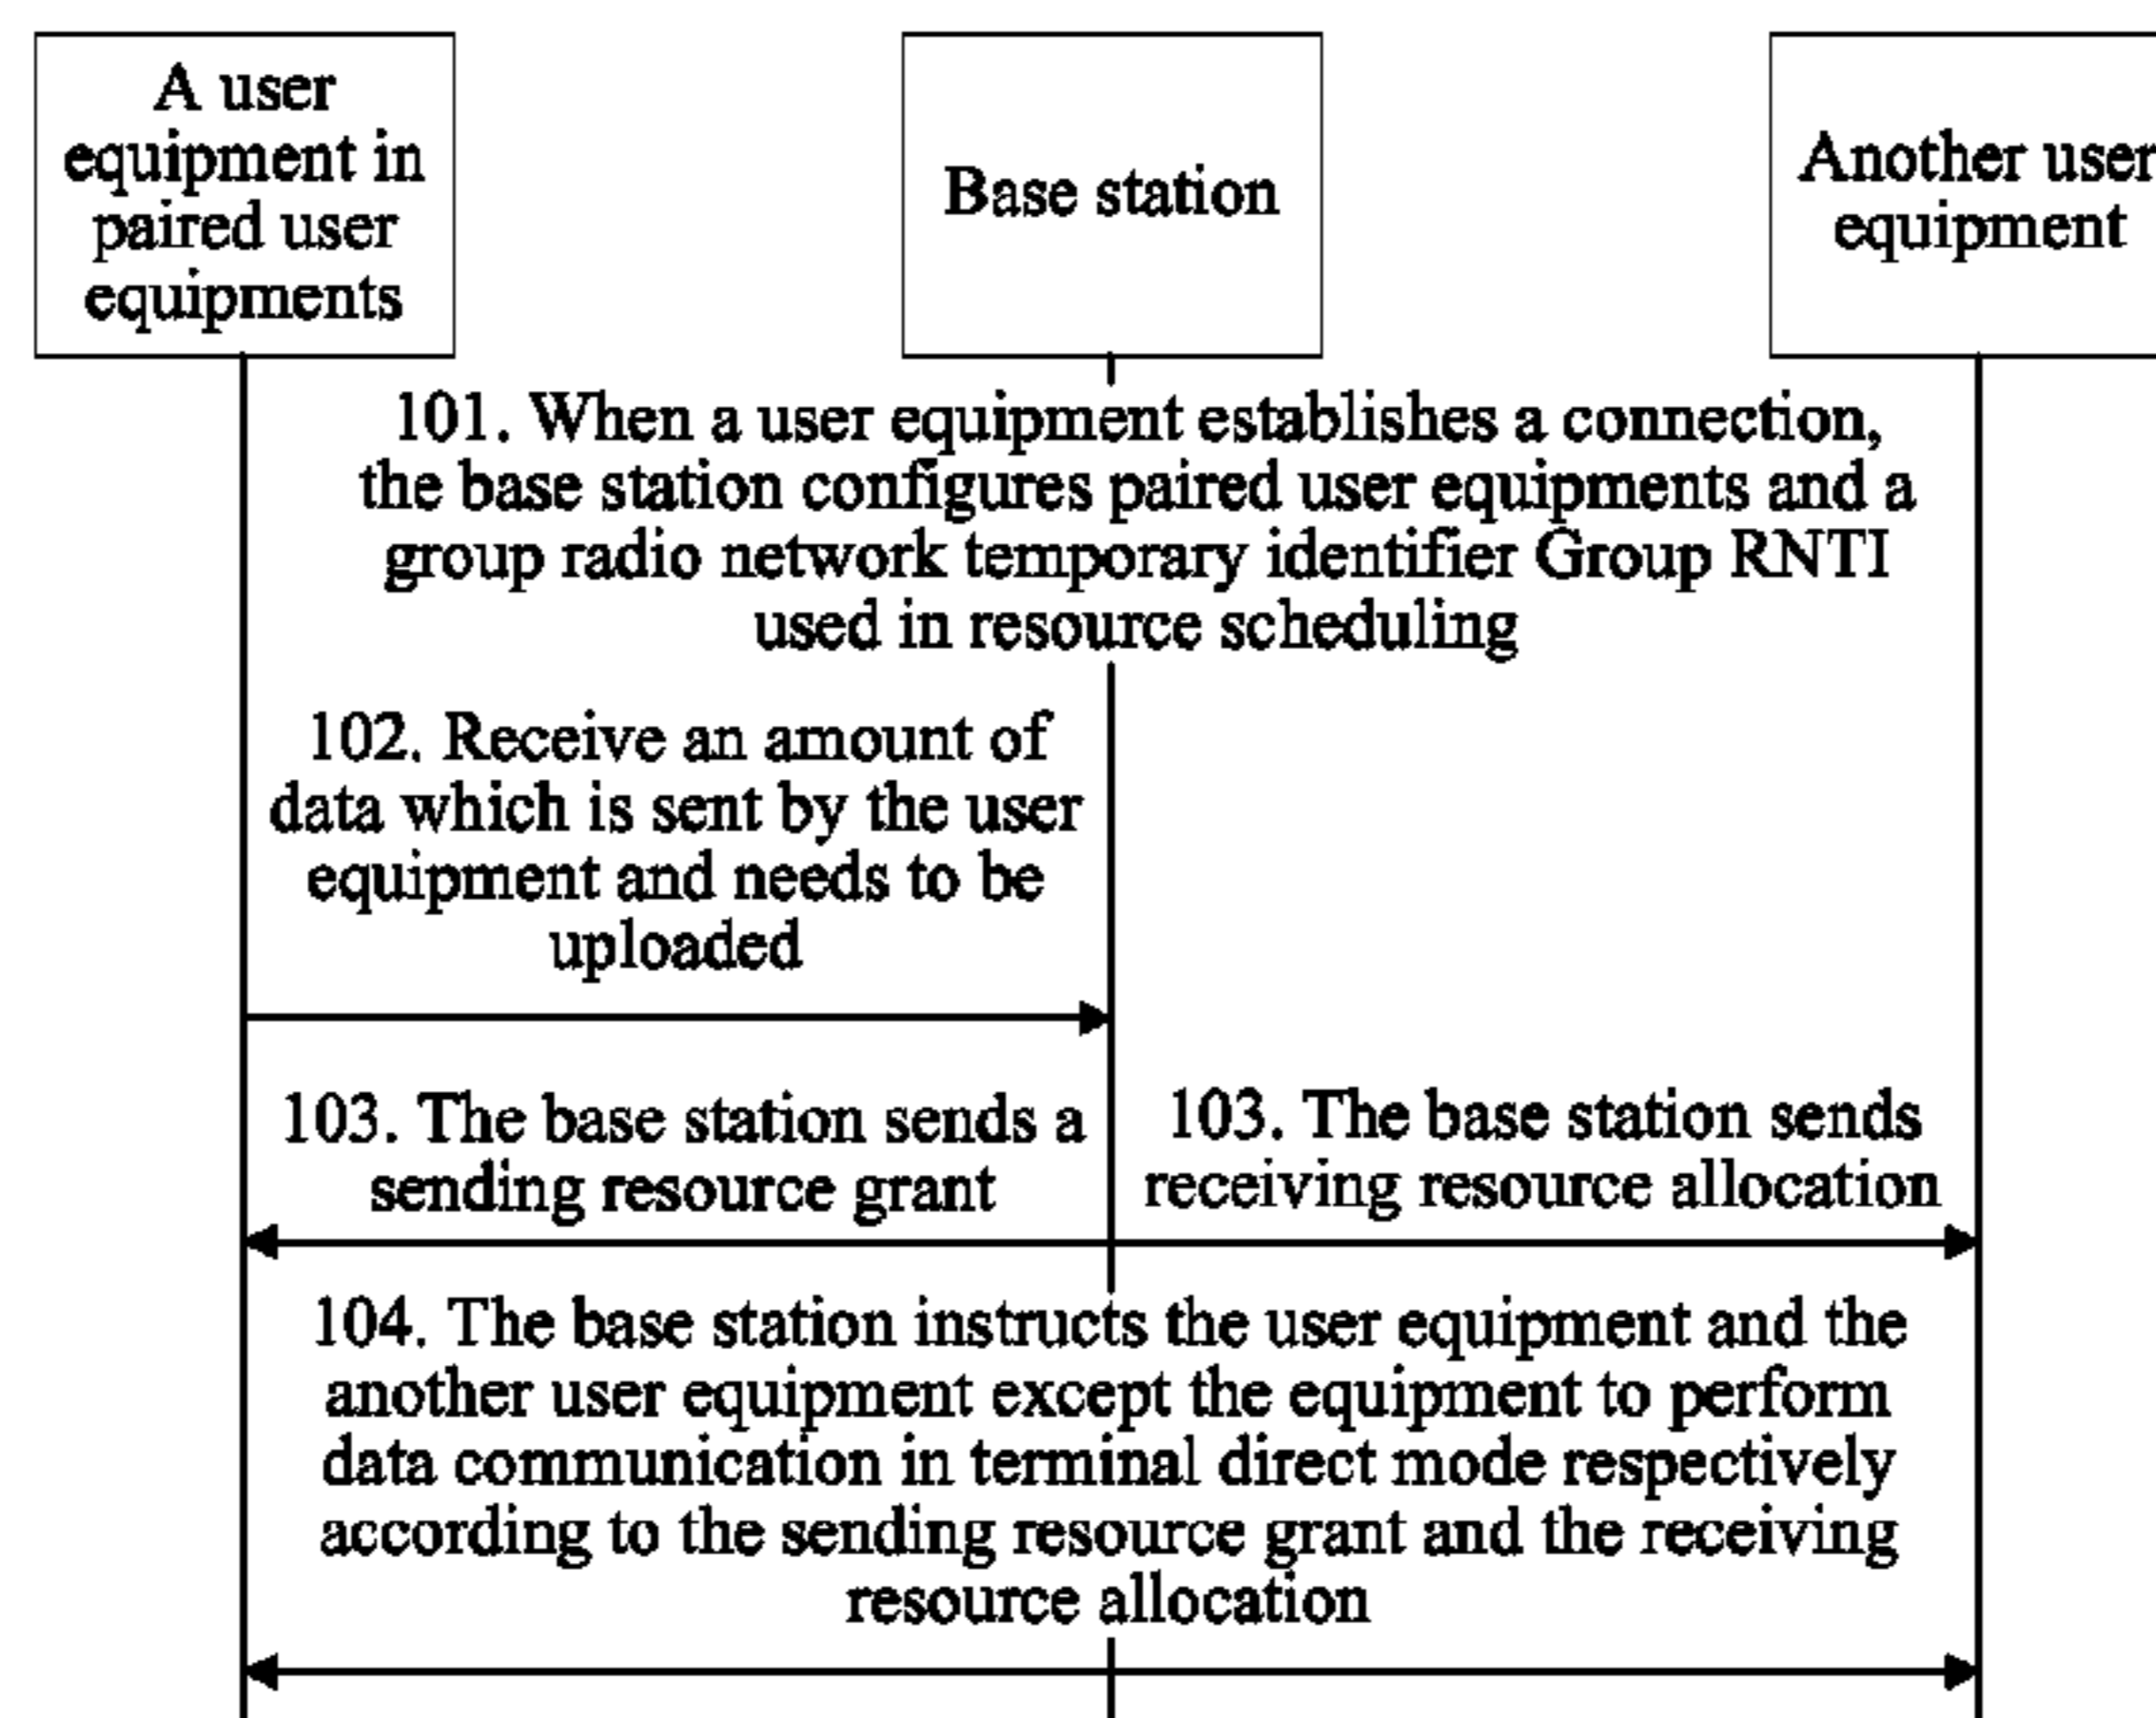 A user
equipment in
paired user
equipments
Base station
Another user
equipment
101. When a user equipment establishes a connection,
the base station configures paired user equipments and a
group radio network temporary identifier Group RNTI
used in resource scheduling
102. Receive an amount of
data which is sent by the user
equipment and needs to be
uploaded
103. The base station sends a
sending resource grant
103. The base station sends
receiving resource allocation
104. The base station instructs the user equipment and the
another user equipment except the equipment to perform
data communication in terminal direct mode respectively
according to the sending resource grant and the receiving
resource allocation